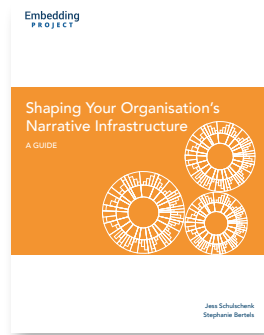 Embedding
PROJECT
Shaping Your Organisation's
Narrative Infrastructure
A GUIDE
Jess Schulschenk
Stephanie Bertels